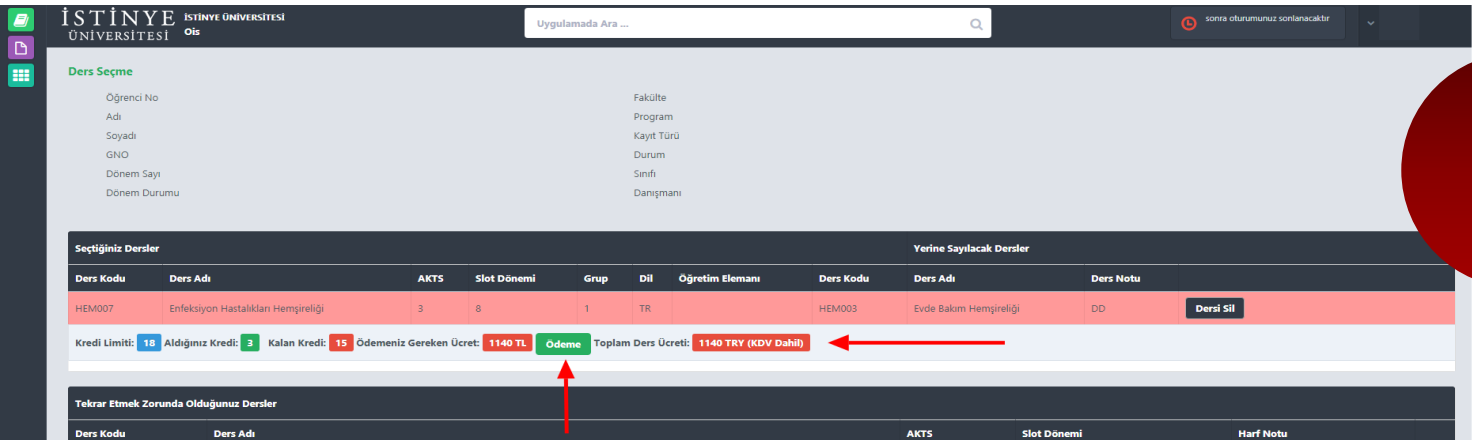 İSTİNYE
ÜNİVERSİTESİ
İSTİNYE ÜNİVERSİTESİ
Ois
Uygulamada Ara ...
sonra oturumunuz sonlanacaktır
Ders Seçme
Öğrenci No
Adı
Soyadı
GNO
Dönem Sayı
Dönem Durumu
Fakülte
Program
Kayıt Türü
Durum
Sınıfı
Danışmanı
Seçtiğiniz Dersler Yerine Sayılacak Dersler
Ders Kodu Ders Adı AKTS Slot Dönemi Grup Dil Öğretim Elemanı Ders Kodu Ders Adı Ders Notu
HEM007 Enfeksiyon Hastalıkları Hemşireliği 3 8 1 TR HEM003 Evde Bakım Hemşireliği DD Dersi Sil
Kredi Limiti: 18 Aldığınız Kredi: 3 Kalan Kredi: 15 Ödemeniz Gereken Ücret: 1140 TL Ödeme Toplam Ders Ücreti: 1140 TRY (KDV Dahil)
Tekrar Etmek Zorunda Olduğunuz Dersler
Ders Kodu Ders Adı AKTS Slot Dönemi Harf Notu